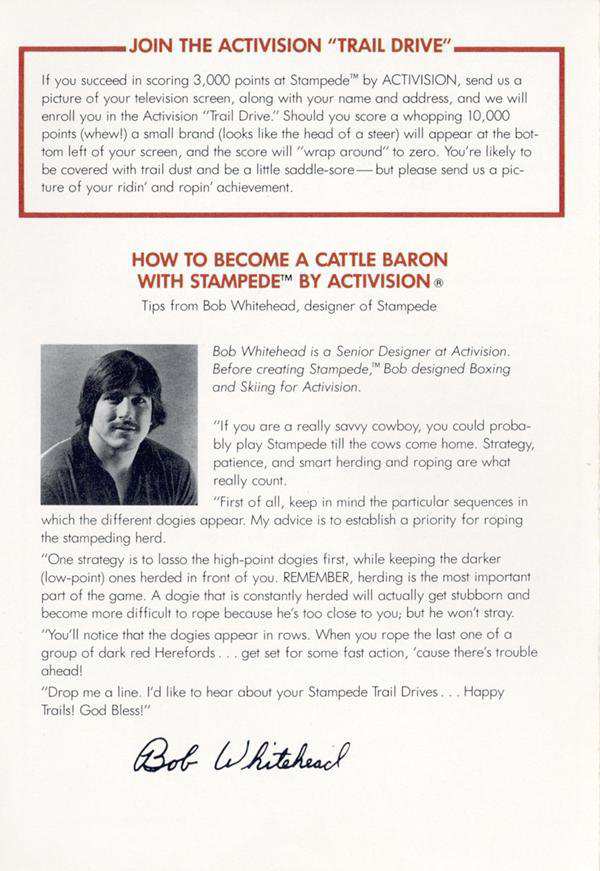 JOIN THE ACTIVISION "TRAIL DRIVE"
If you succeed in scoring 3,000 points at Stampede™ by ACTIVISION, send us a
picture of your television screen, along with your name and address, and we will
enroll you in the Activision "Trail Drive." Should you score a whopping 10,000
points (whew!) a small brand (looks like the head of a steer) will appear at the bot-
tom left of your screen, and the score will "wrap around" to zero. You're likely to
be covered with trail dust and be a little saddle-sore—but please send us a pic-
ture of your ridin' and ropin' achievement.
HOW TO BECOME A CATTLE BARON
WITH STAMPEDE™ BY ACTIVISION ®
Tips from Bob Whitehead, designer of Stampede
Bob Whitehead is a Senior Designer at Activision.
Before creating Stampede,™ Bob designed Boxing
and Skiing for Activision.
"If you are a really savvy cowboy, you could proba-
bly play Stampede till the cows come home. Strategy,
patience, and smart herding and roping are what
really count.
"First of all, keep in mind the particular sequences in
which the different dogies appear. My advice is to establish a priority for roping
the stampeding herd.
"One strategy is to lasso the high-point dogies first, while keeping the darker
(low-point) ones herded in front of you. REMEMBER, herding is the most important
part of the game. A dogie that is constantly herded will actually get stubborn and
become more difficult to rope because he's too close to you; but he won't stray.
"You'll notice that the dogies appear in rows. When you rope the last one of a
group of dark red Herefords . . . get set for some fast action, 'cause there's trouble
ahead!
"Drop me a line. I'd like to hear about your Stampede Trail Drives. . . Happy
Trails! God Bless!"
Bob Whitehead